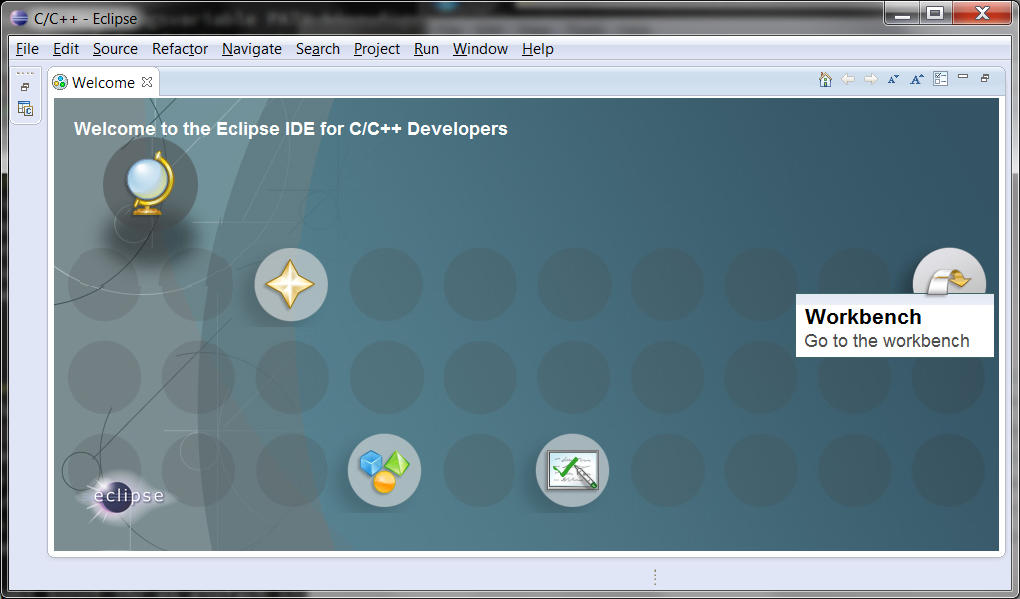 C/C++ - Eclipse
File Edit Source Refactor Navigate Search Project Run Window Help
Welcome
Welcome to the Eclipse IDE for C/C++ Developers
Workbench
Go to the workbench
eclipse